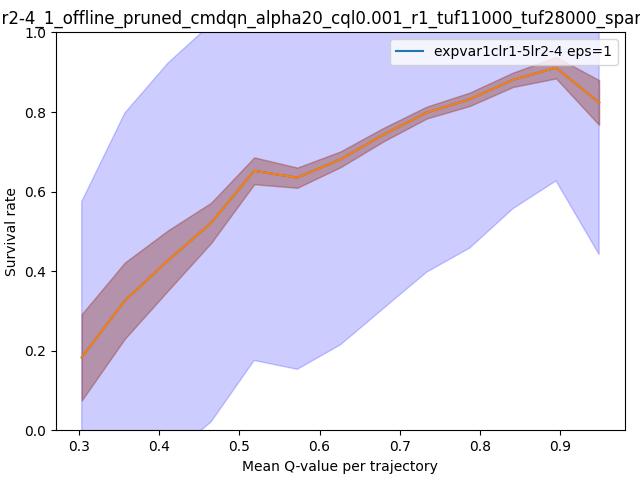 r2-4_1_offline_pruned_cmdqn_alpha20_cql0.001_r1_tuf11000_tuf28000_spar
expvar1clr1-5lr2-4 eps=1
1.0
0.8
0.6
0.4
0.2
0.0
Survival rate
0.3 0.4 0.5 0.6 0.7 0.8 0.9
Mean Q-value per trajectory